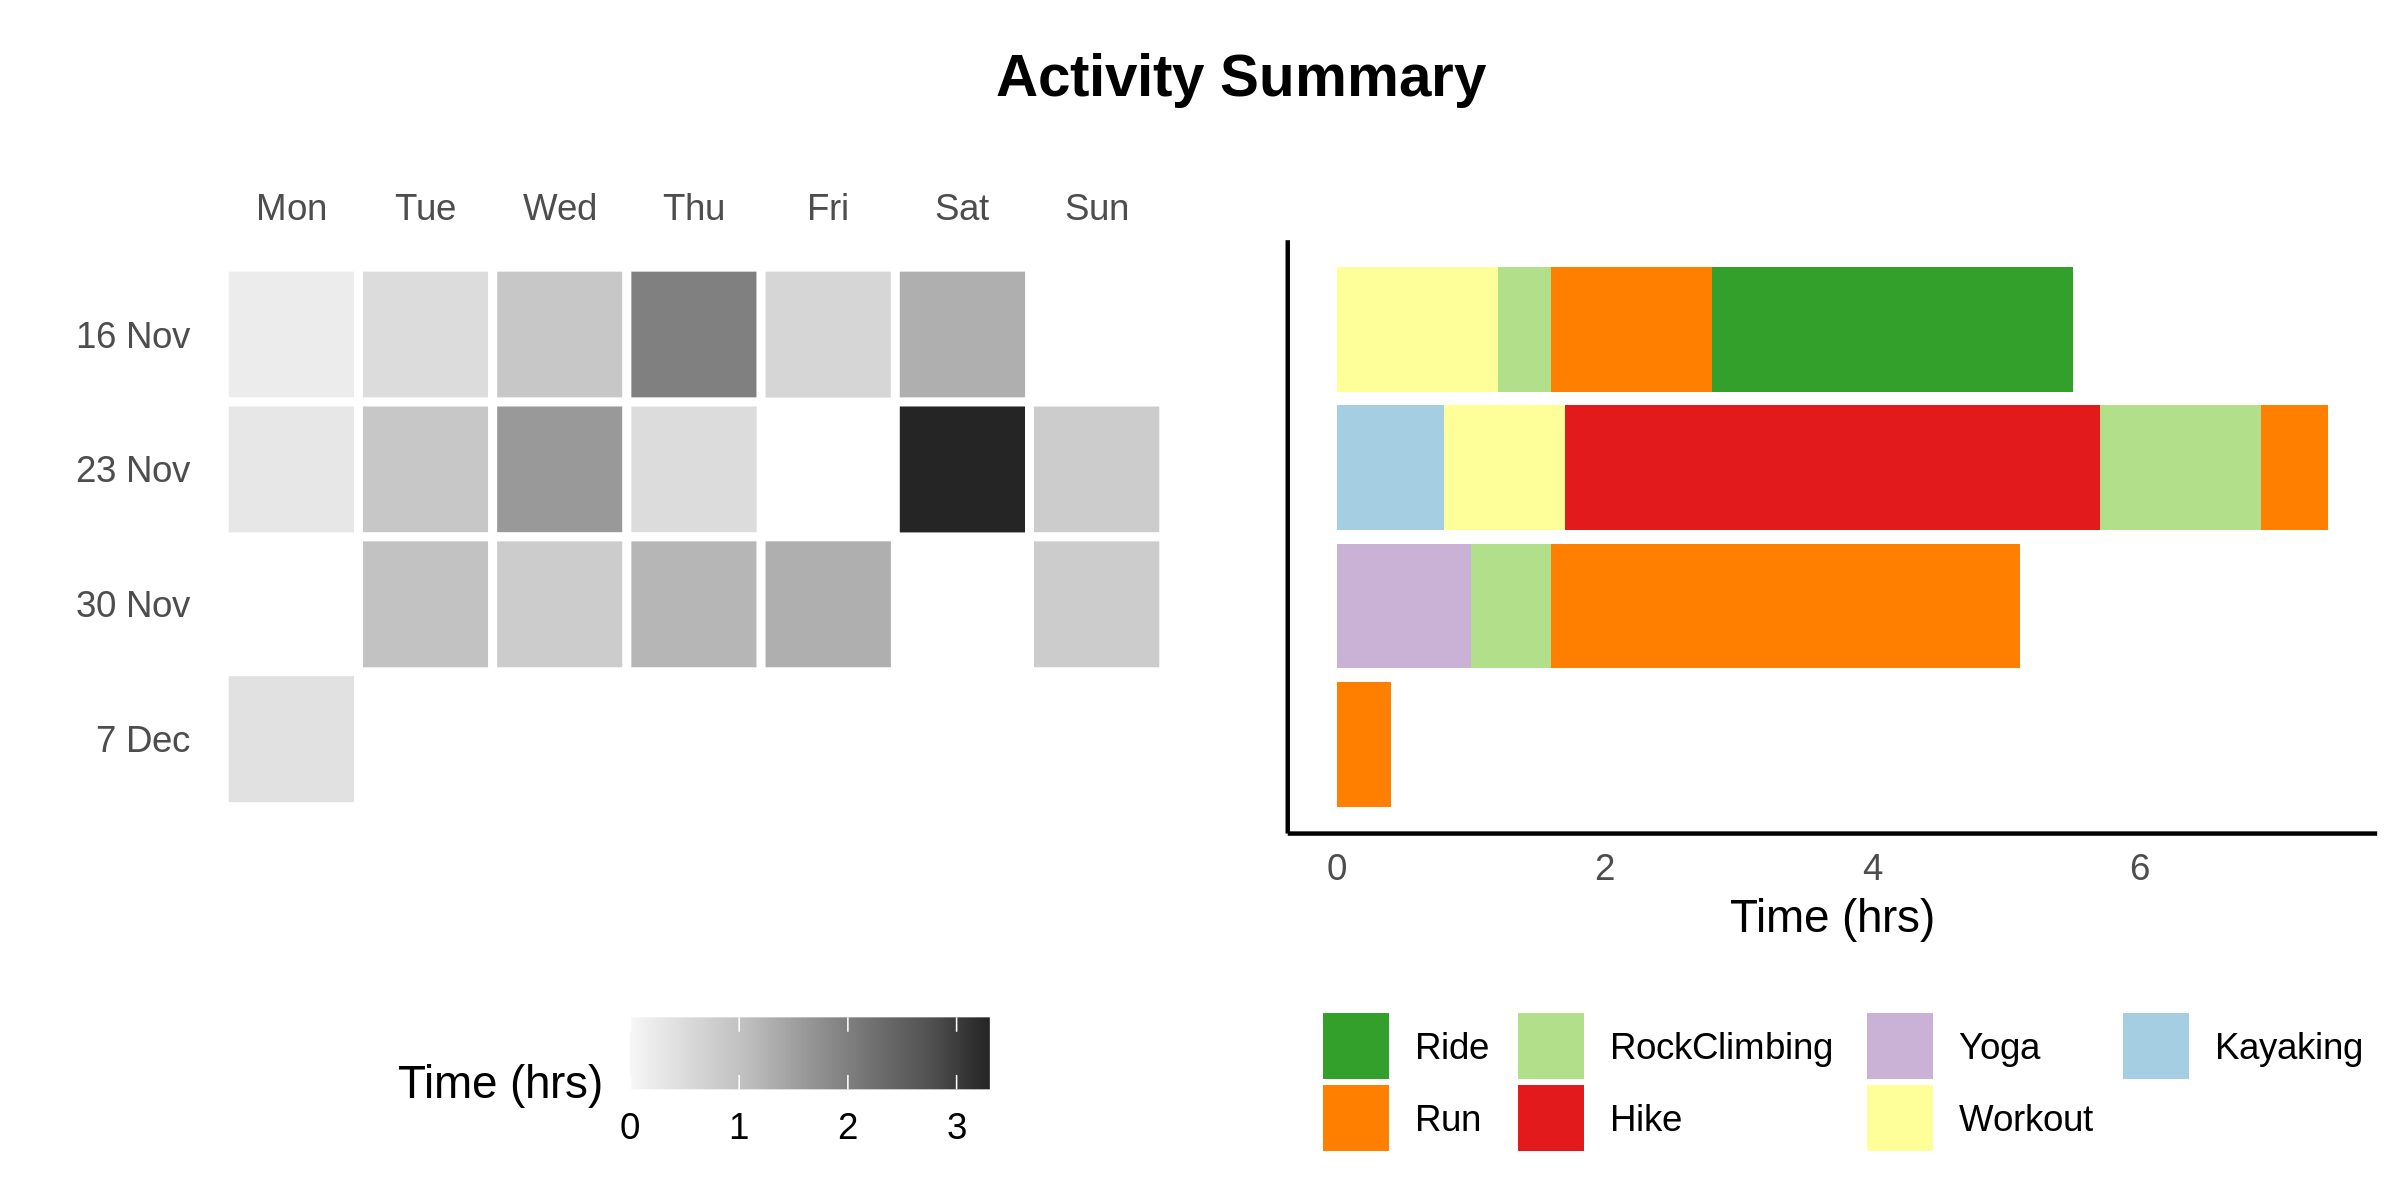 Activity Summary
Mon Tue Wed Thu Fri Sat Sun
16 Nov
23 Nov
30 Nov
7 Dec
0 2 4 6
Time (hrs)
Time (hrs)
0 1 2 3
Ride RockClimbing Yoga Kayaking
Run Hike Workout